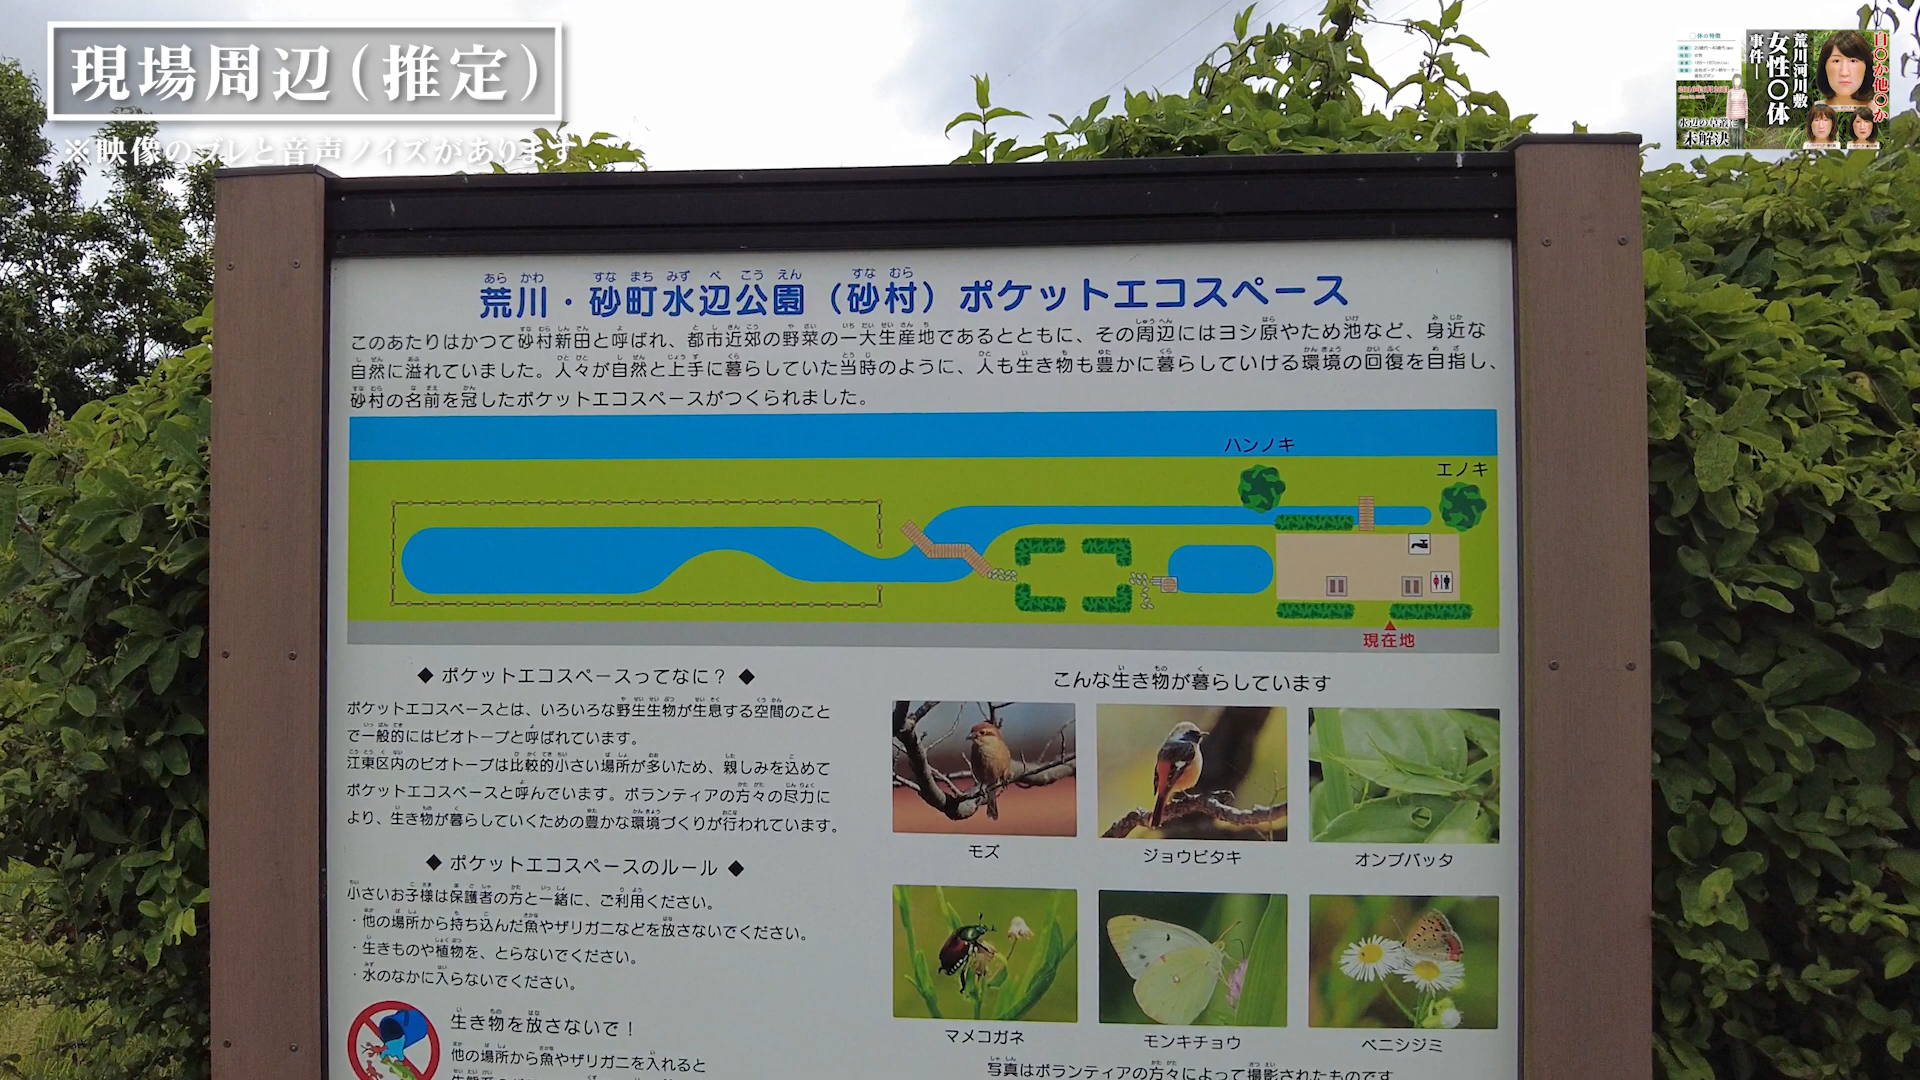 現場周辺（推定）
※映像のブレと音声ノイズがあります
荒川河川敷
女性〇体
事件―
自〇か他〇か
水辺の草叢に
未解決
荒川・砂町水辺公園（砂村）ポケットエコスペース
このあたりはかつて砂村新田と呼ばれ、都市近郊の野菜の一大生産地であるとともに、その周辺にはヨシ原やため池など、身近な
自然に溢れていました。人々が自然と上手に暮らしていた当時のように、人も生き物も豊かに暮らしていける環境の回復を目指し、
砂村の名前を冠したポケットエコスペースがつくられました。
ハンノキ
エノキ
現在地
◆ ポケットエコスペースってなに？ ◆
ポケットエコスペースとは、いろいろな野生生物が生息する空間のこと
で一般的にはビオトープと呼ばれています。
江東区内のビオトープは比較的小さい場所が多いため、親しみを込めて
ポケットエコスペースと呼んでいます。ボランティアの方々の尽力に
より、生き物が暮らしていくための豊かな環境づくりが行われています。
◆ ポケットエコスペースのルール ◆
小さいお子様は保護者の方と一緒に、ご利用ください。
・他の場所から持ち込んだ魚やザリガニなどを放さないでください。
・生きものや植物を、とらないでください。
・水のなかに入らないでください。
生き物を放さないで！
他の場所から魚やザリガニを入れると
こんな生き物が暮らしています
モズ
ジョウビタキ
オンブバッタ
マメコガネ
モンキチョウ
ベニシジミ
写真はボランティアの方々によって撮影されたものです